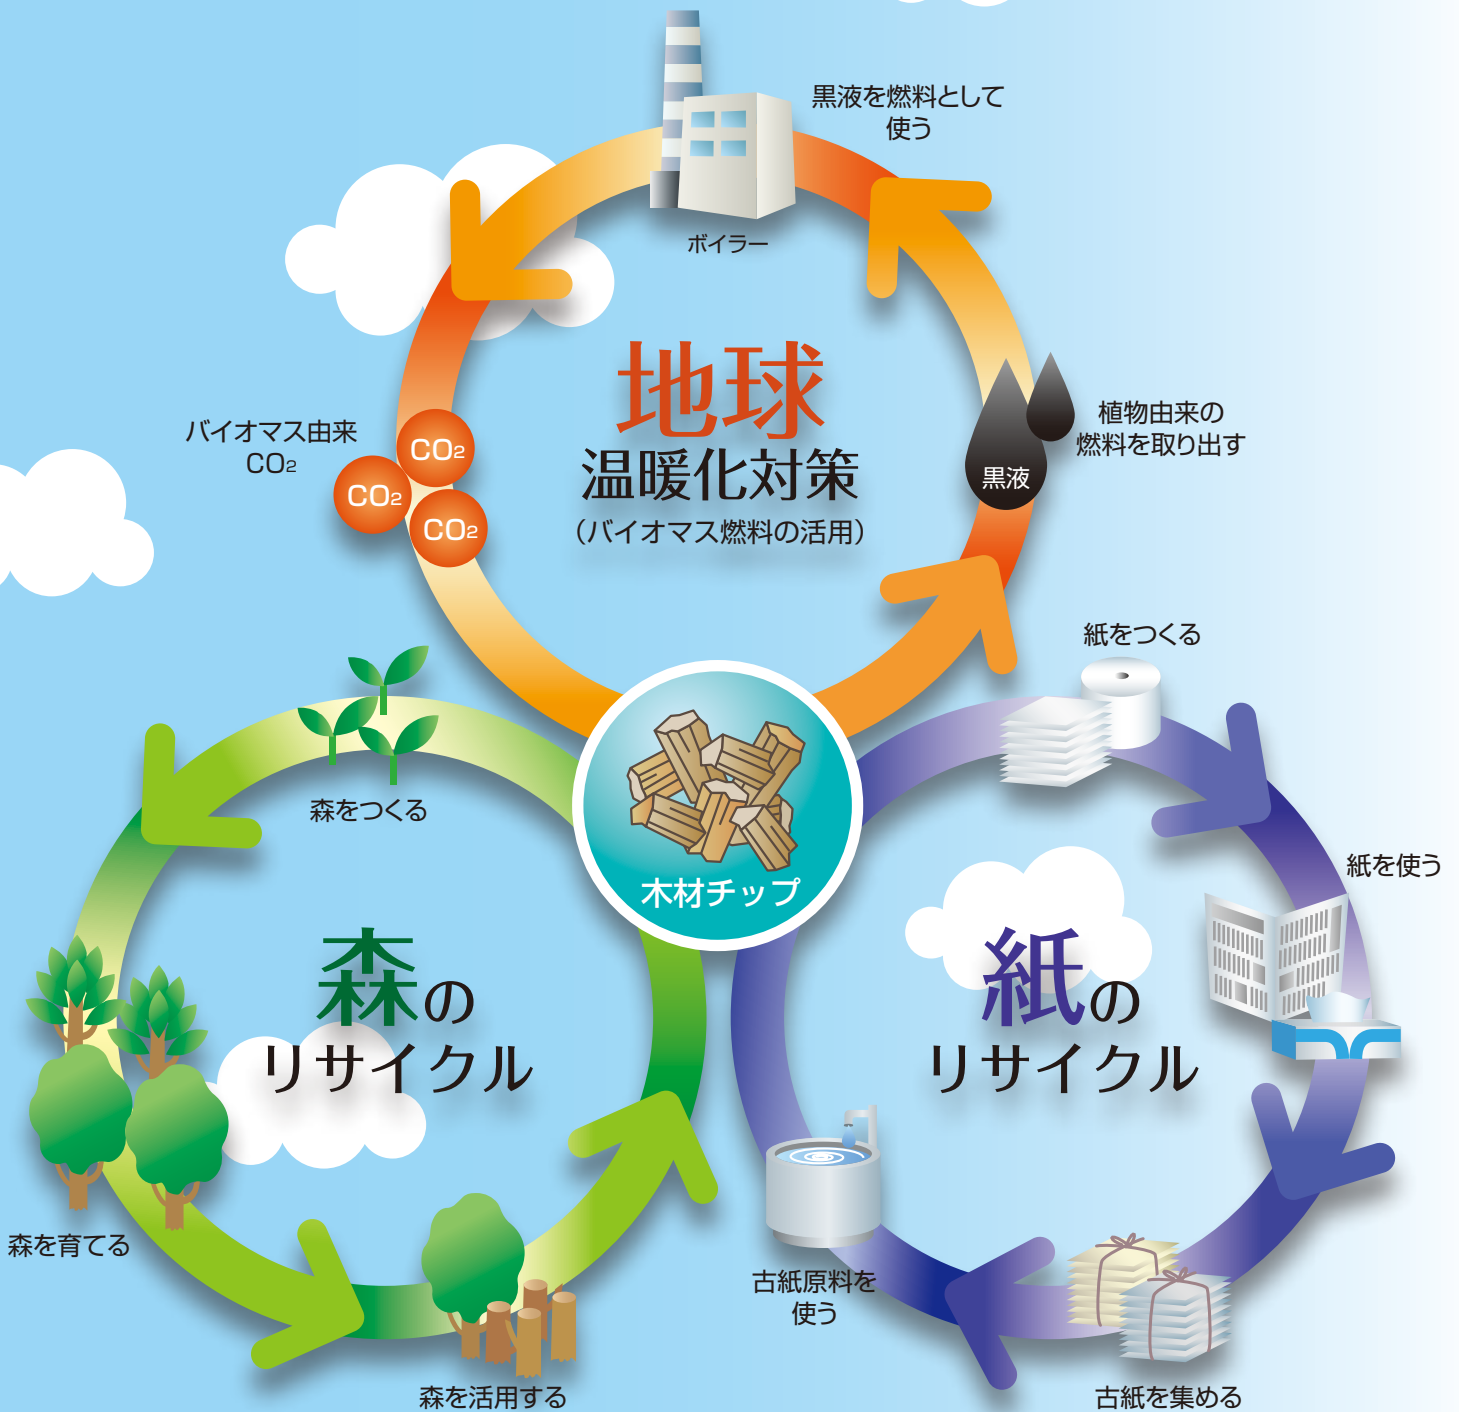 黒液を燃料として
使う
ボイラー
地球
温暖化対策
（バイオマス燃料の活用）
バイオマス由来
CO₂
CO₂
CO₂
CO₂
黒液
植物由来の
燃料を取り出す
木材チップ
森をつくる
森の
リサイクル
森を育てる
森を活用する
紙をつくる
紙を使う
紙の
リサイクル
古紙原料を
使う
古紙を集める